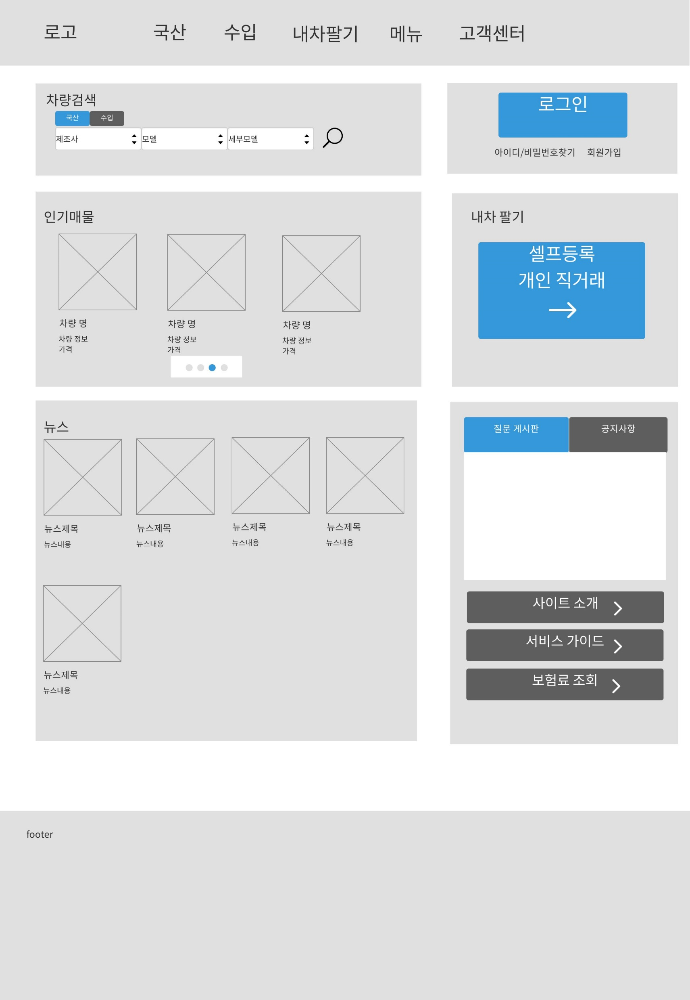 로고 국산 수입 내차팔기 메뉴 고객센터
차량검색
국산 수입
제조사 모델 세부모델
로그인
아이디/비밀번호찾기 회원가입
인기매물
차량 명 차량 명 차량 명
차량 정보 차량 정보 차량 정보
가격 가격 가격
내차 팔기
셀프등록
개인 직거래
뉴스
뉴스제목 뉴스제목 뉴스제목 뉴스제목
뉴스내용 뉴스내용 뉴스내용 뉴스내용
뉴스제목
뉴스내용
질문 게시판 공지사항
사이트 소개
서비스 가이드
보험료 조회
footer